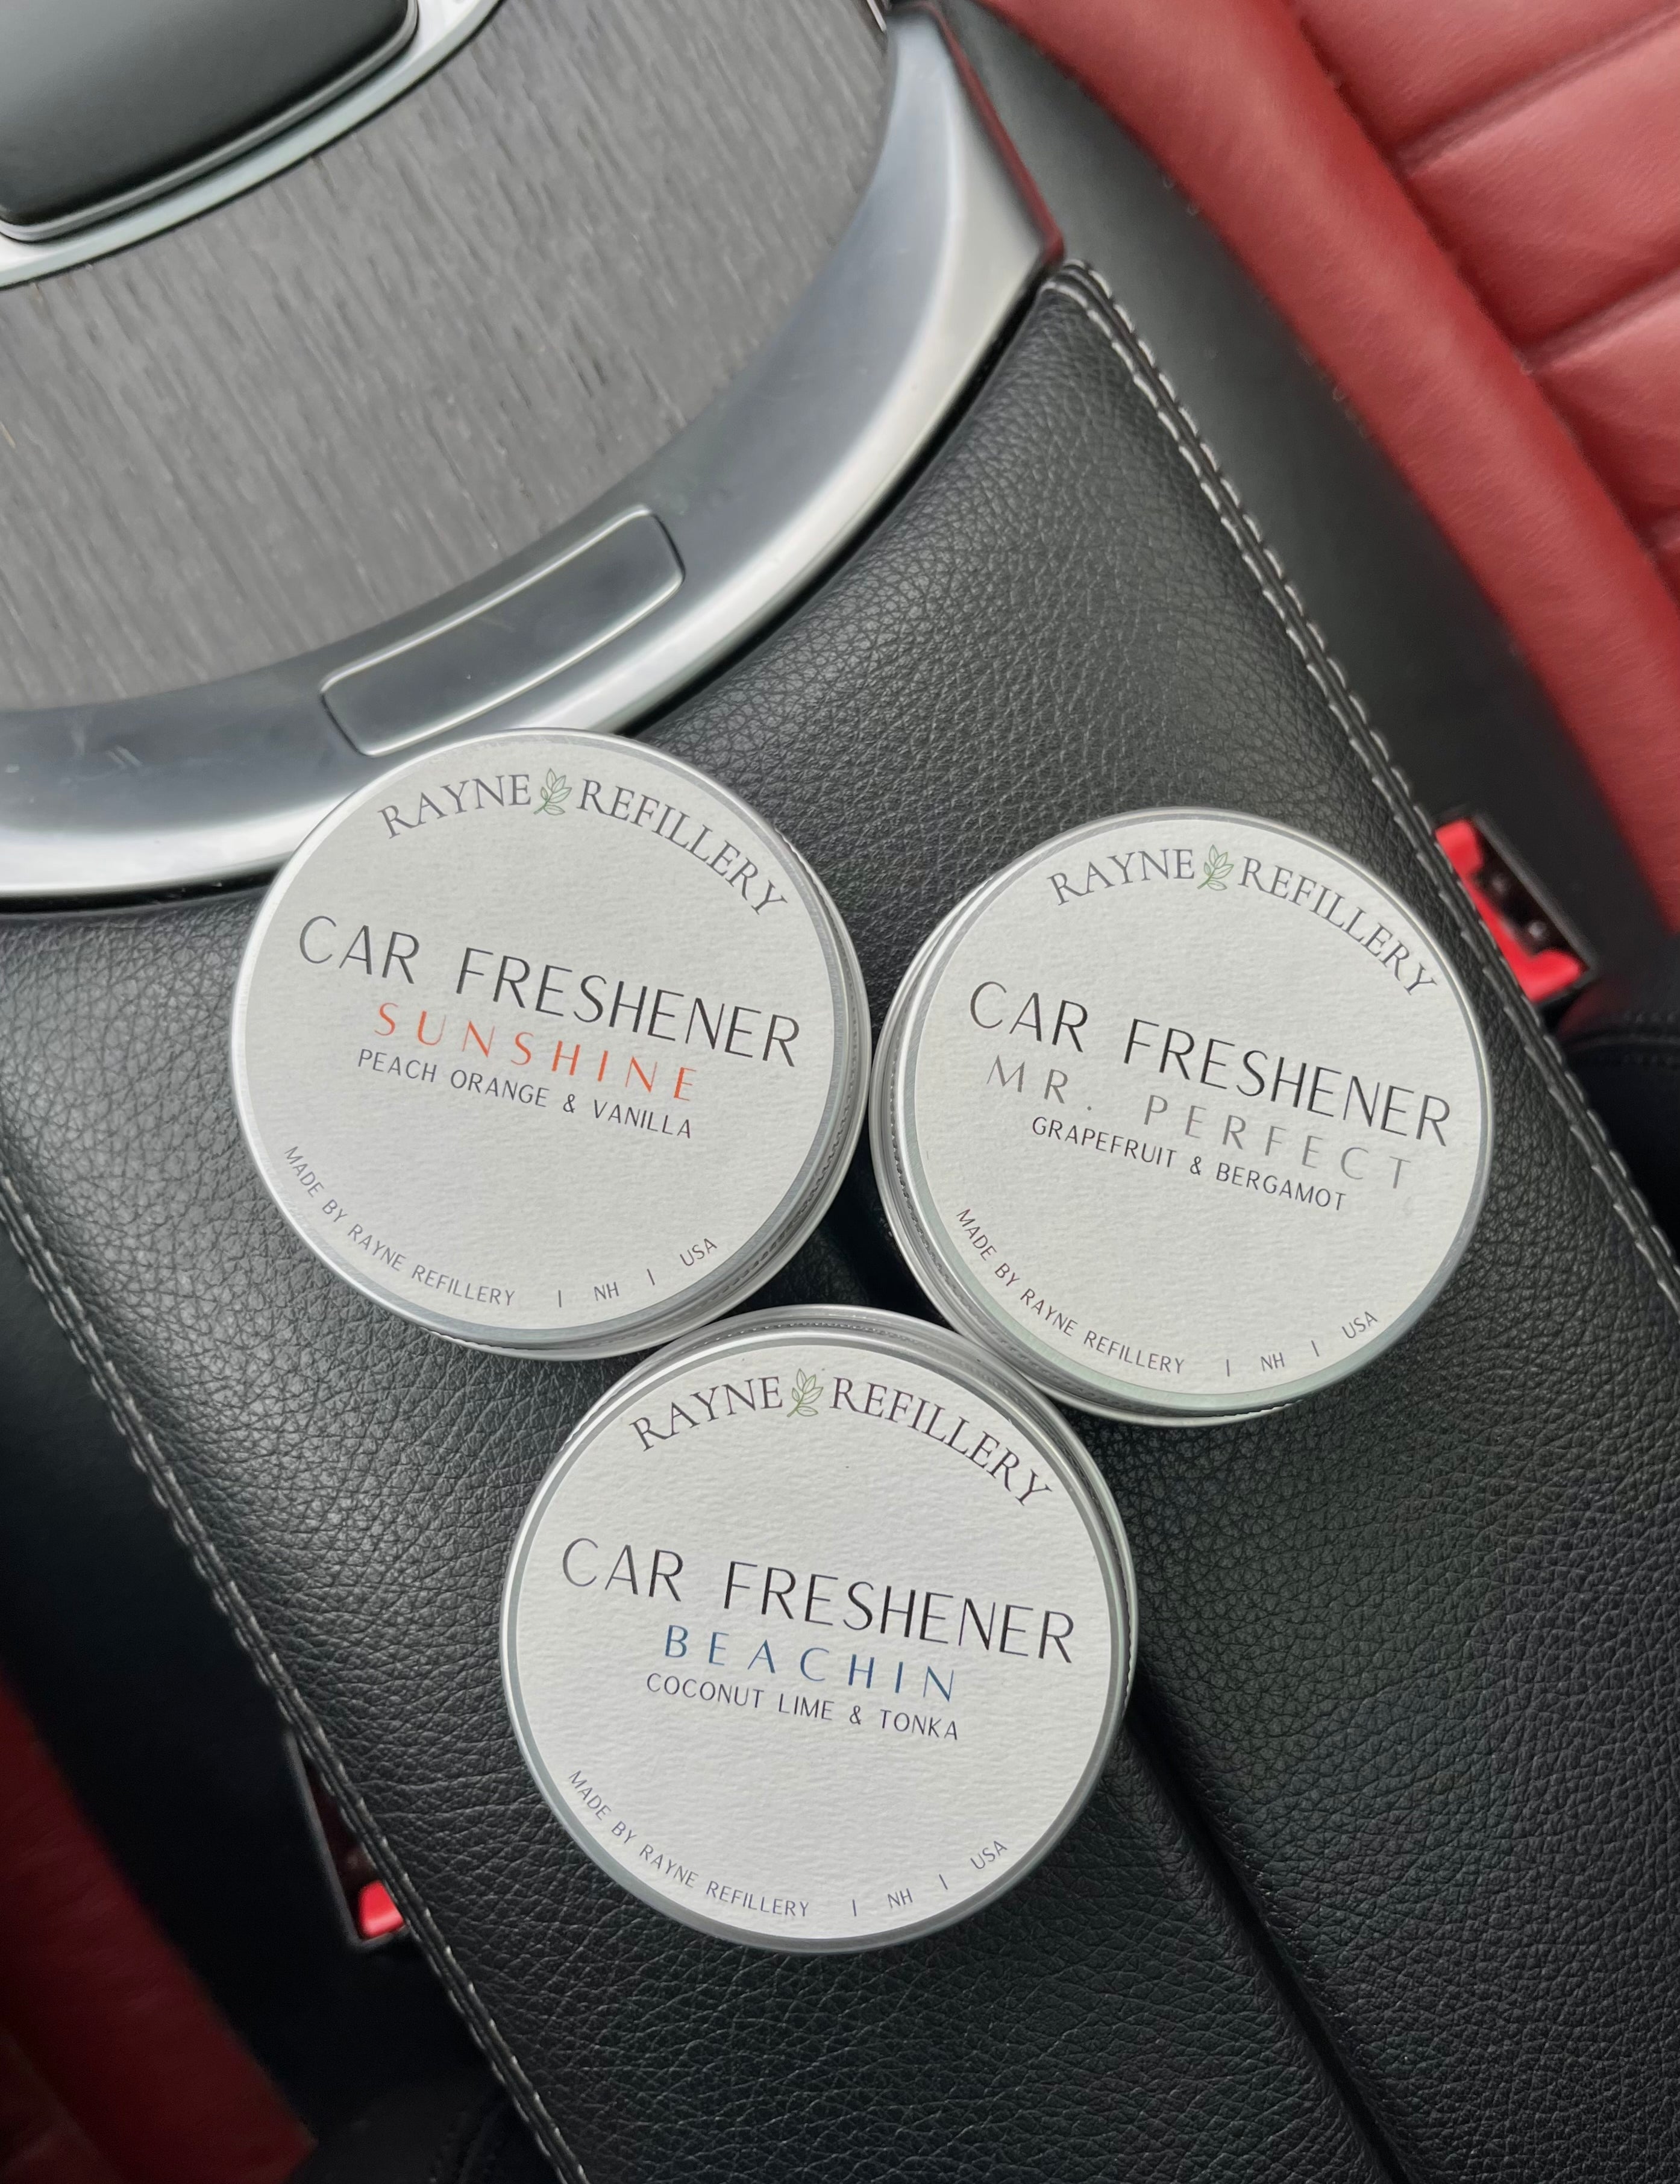 RAYNE REFILLERY
CAR FRESHENER
SUNSHINE
PEACH ORANGE & VANILLA
MADE BY RAYNE REFILLERY | NH | USA
RAYNE REFILLERY
CAR FRESHENER
MR. PERFECT
GRAPEFRUIT & BERGAMOT
MADE BY RAYNE REFILLERY | NH | USA
RAYNE REFILLERY
CAR FRESHENER
BEACHIN
COCONUT LIME & TONKA
MADE BY RAYNE REFILLERY | NH | USA